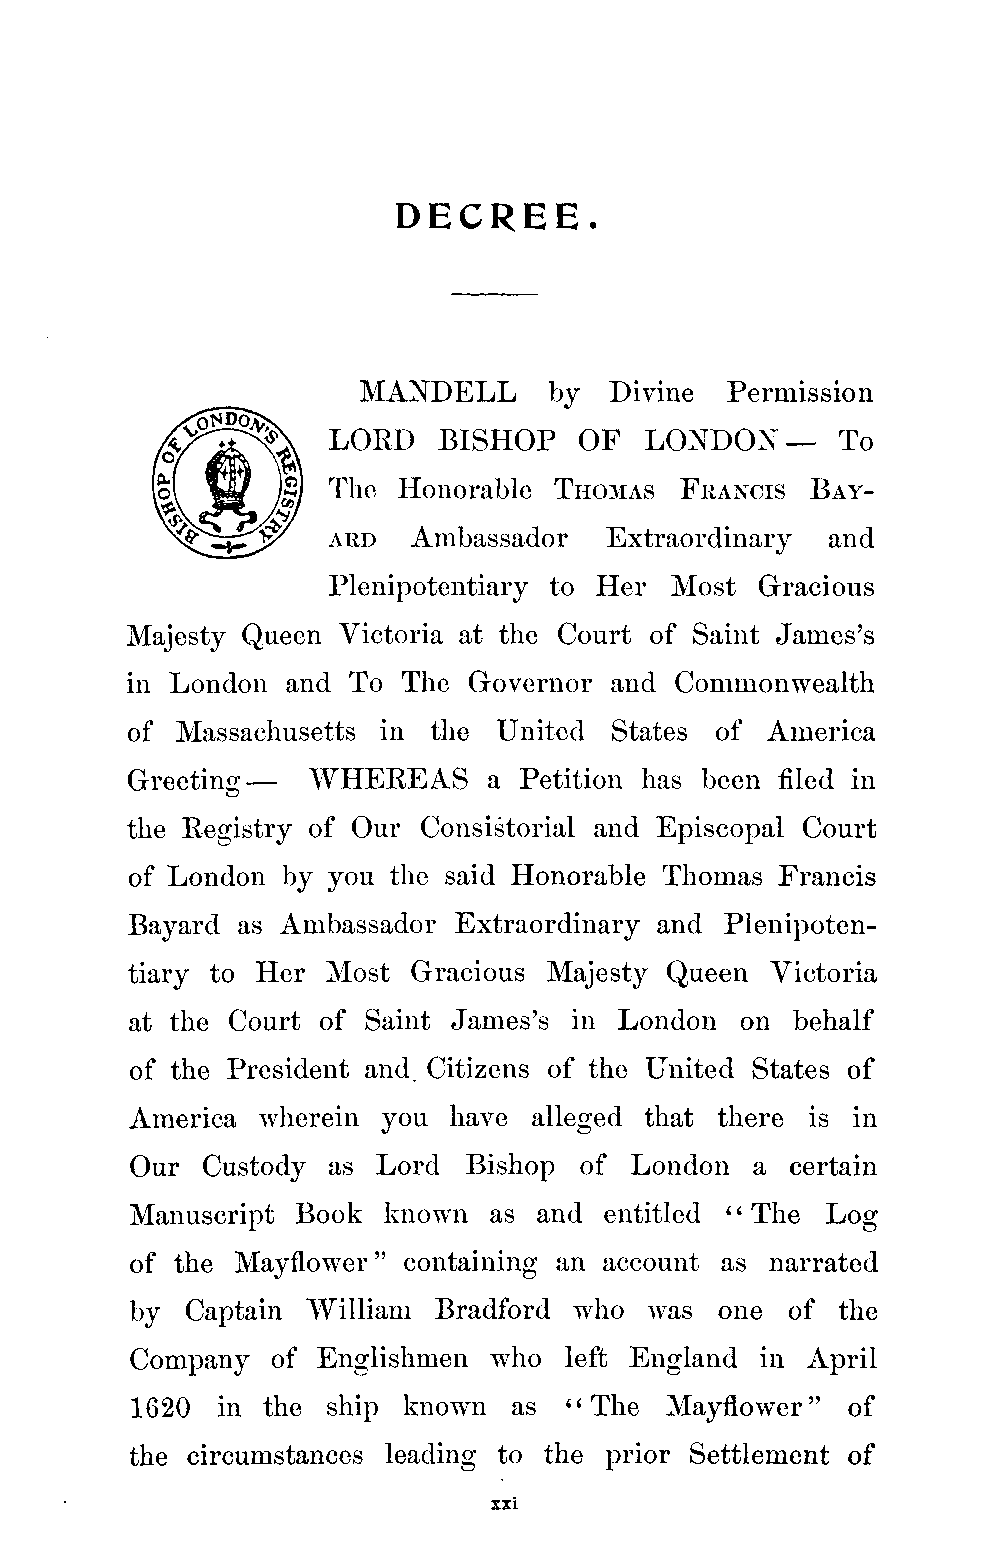 DECREE.
BISHOP OF LONDON'S REGISTRY
MANDELL by Divine Permission
LORD BISHOP OF LONDON — To
The Honorable THOMAS FRANCIS BAY-
ARD Ambassador Extraordinary and
Plenipotentiary to Her Most Gracious
Majesty Queen Victoria at the Court of Saint James's
in London and To The Governor and Commonwealth
of Massachusetts in the United States of America
Greeting — WHEREAS a Petition has been filed in
the Registry of Our Consistorial and Episcopal Court
of London by you the said Honorable Thomas Francis
Bayard as Ambassador Extraordinary and Plenipoten-
tiary to Her Most Gracious Majesty Queen Victoria
at the Court of Saint James's in London on behalf
of the President and Citizens of the United States of
America wherein you have alleged that there is in
Our Custody as Lord Bishop of London a certain
Manuscript Book known as and entitled "The Log
of the Mayflower" containing an account as narrated
by Captain William Bradford who was one of the
Company of Englishmen who left England in April
1620 in the ship known as "The Mayflower" of
the circumstances leading to the prior Settlement of
xxi